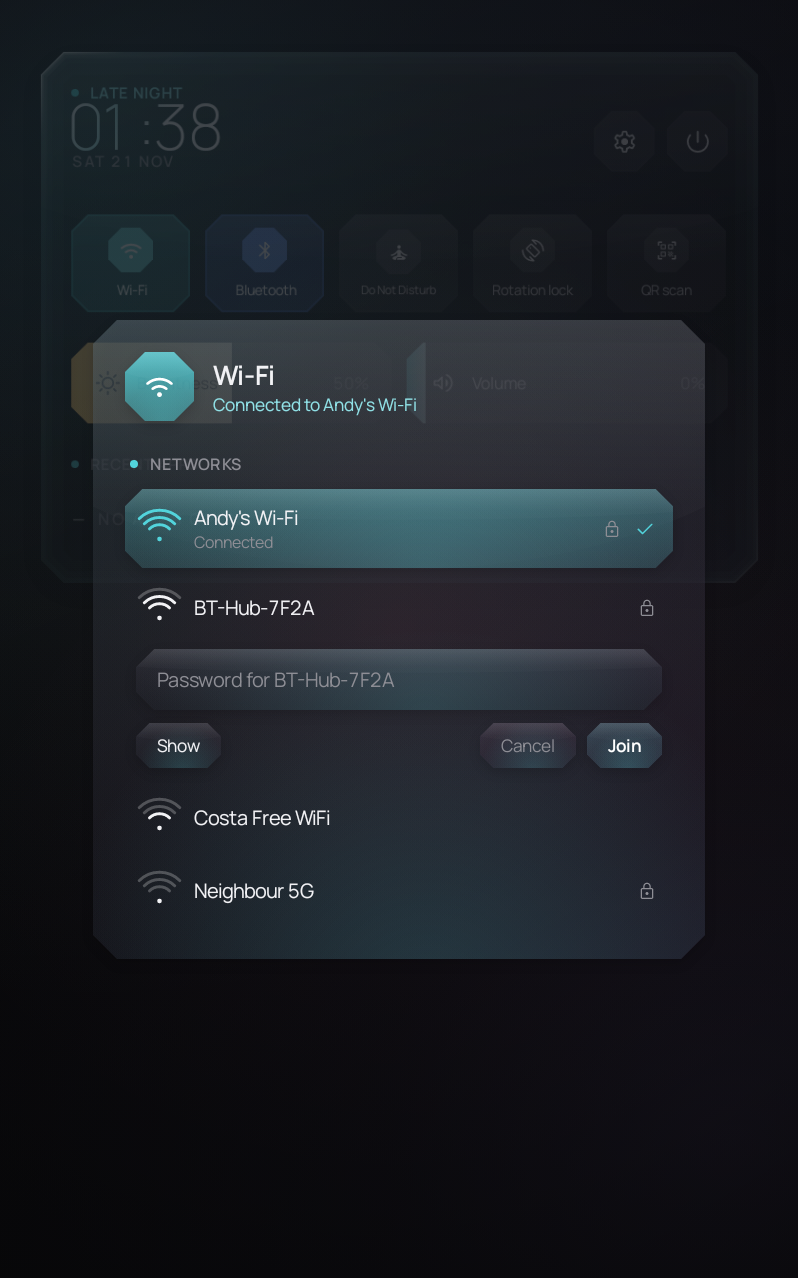 LATE NIGHT
01:38
SAT 21 NOV
Wi-Fi
Bluetooth
Do Not Disturb
Rotation lock
QR scan
50%
Volume
0%
Wi-Fi
Connected to Andy's Wi-Fi
NETWORKS
Andy's Wi-Fi
Connected
BT-Hub-7F2A
Password for BT-Hub-7F2A
Show
Cancel
Join
Costa Free WiFi
Neighbour 5G